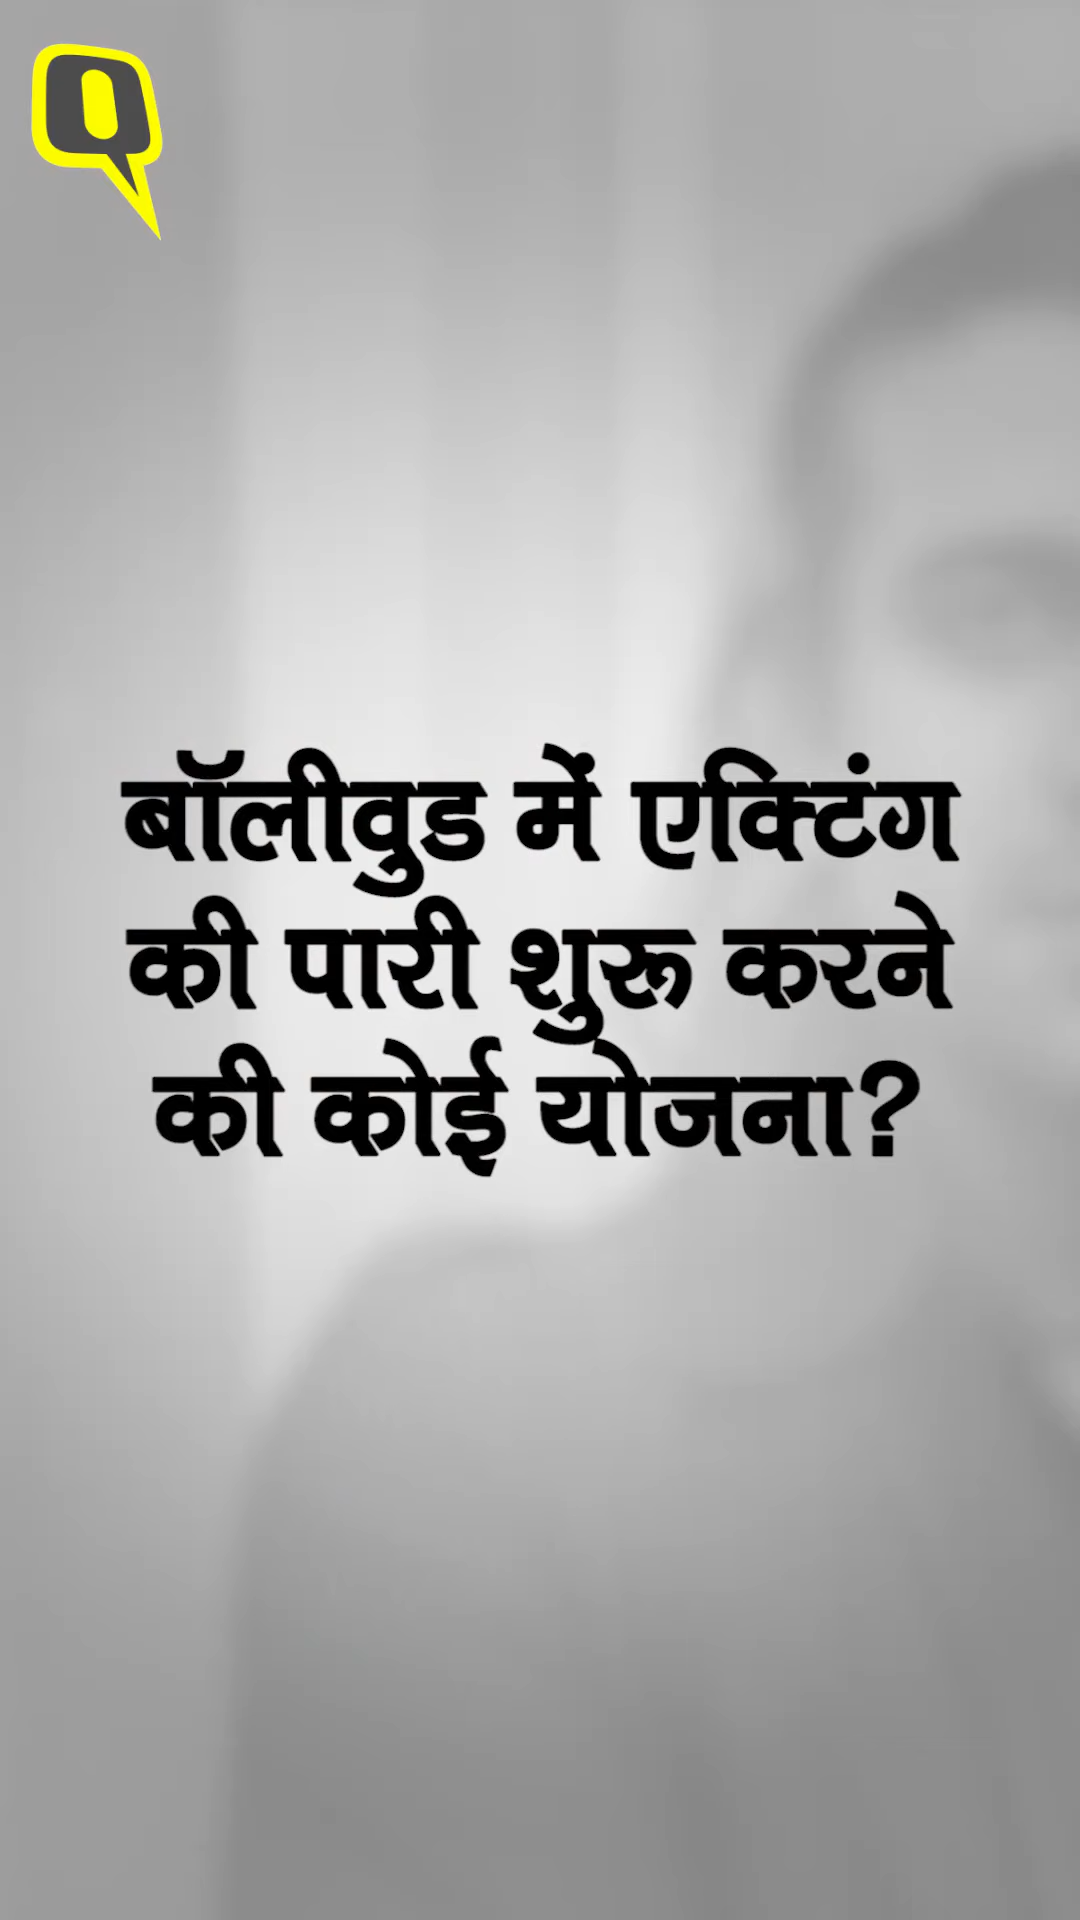 बॉलीवुड में एक्टिंग
की पारी शुरू करने
की कोई योजना?